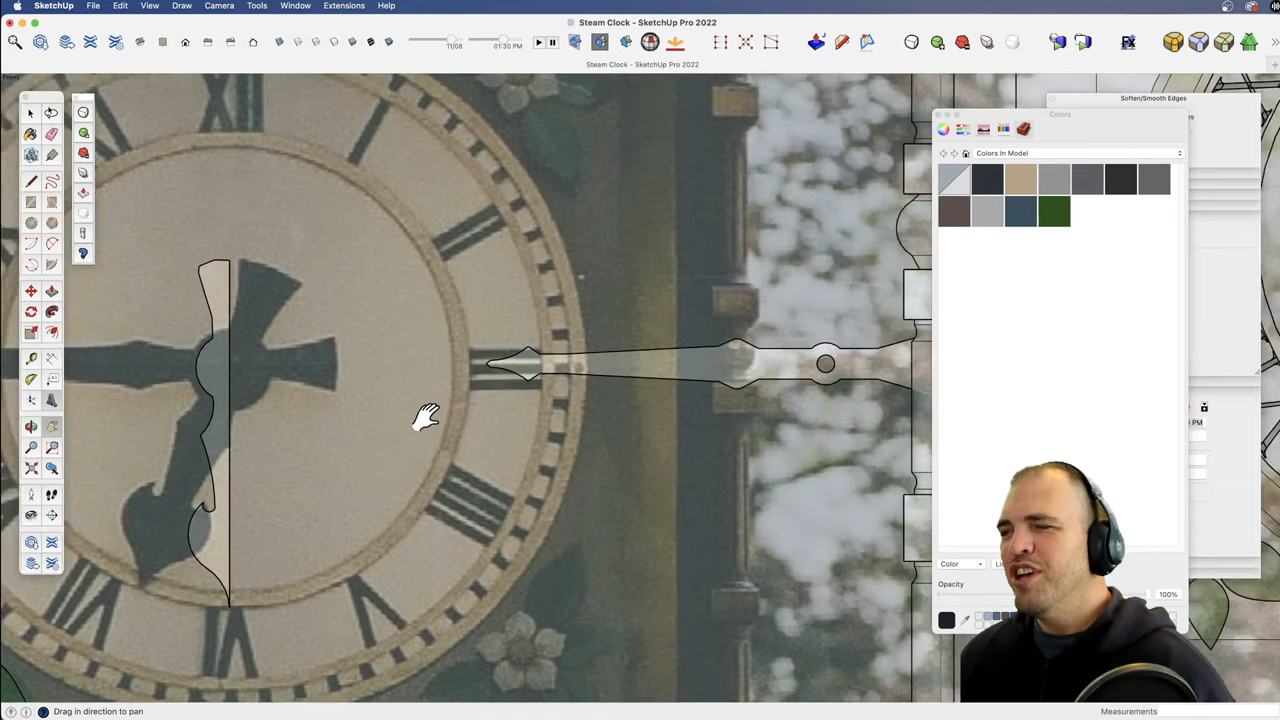 SketchUp File Edit View Draw Camera Tools Window Extensions Help
Steam Clock - SketchUp Pro 2022
11/08 01:30 PM
Steam Clock - SketchUp Pro 2022
Front
Soften/Smooth Edges
Colors
Colors In Model
PM
Color
Opacity
100%
Drag in direction to pan
Measurements